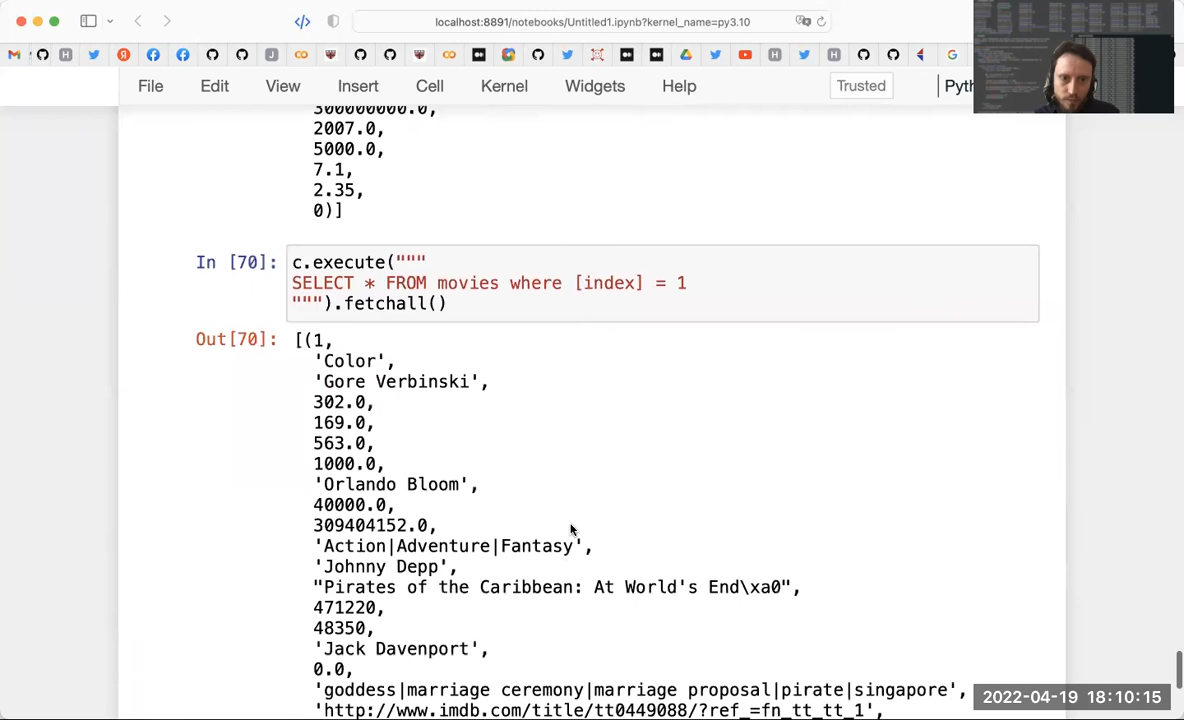 localhost:8891/notebooks/Untitled1.ipynb?kernel_name=py3.10
File Edit View Insert Cell Kernel Widgets Help Trusted
300000000.0,
2007.0,
5000.0,
7.1,
2.35,
0)]
In [70]: c.execute("""
SELECT * FROM movies where [index] = 1
""").fetchall()
Out[70]: [(1,
'Color',
'Gore Verbinski',
302.0,
169.0,
563.0,
1000.0,
'Orlando Bloom',
40000.0,
309404152.0,
'Action|Adventure|Fantasy',
'Johnny Depp',
"Pirates of the Caribbean: At World's End\xa0",
471220,
48350,
'Jack Davenport',
0.0,
'goddess|marriage ceremony|marriage proposal|pirate|singapore',
'http://www.imdb.com/title/tt0449088/?ref_=fn_tt_tt_1',
2022-04-19 18:10:15